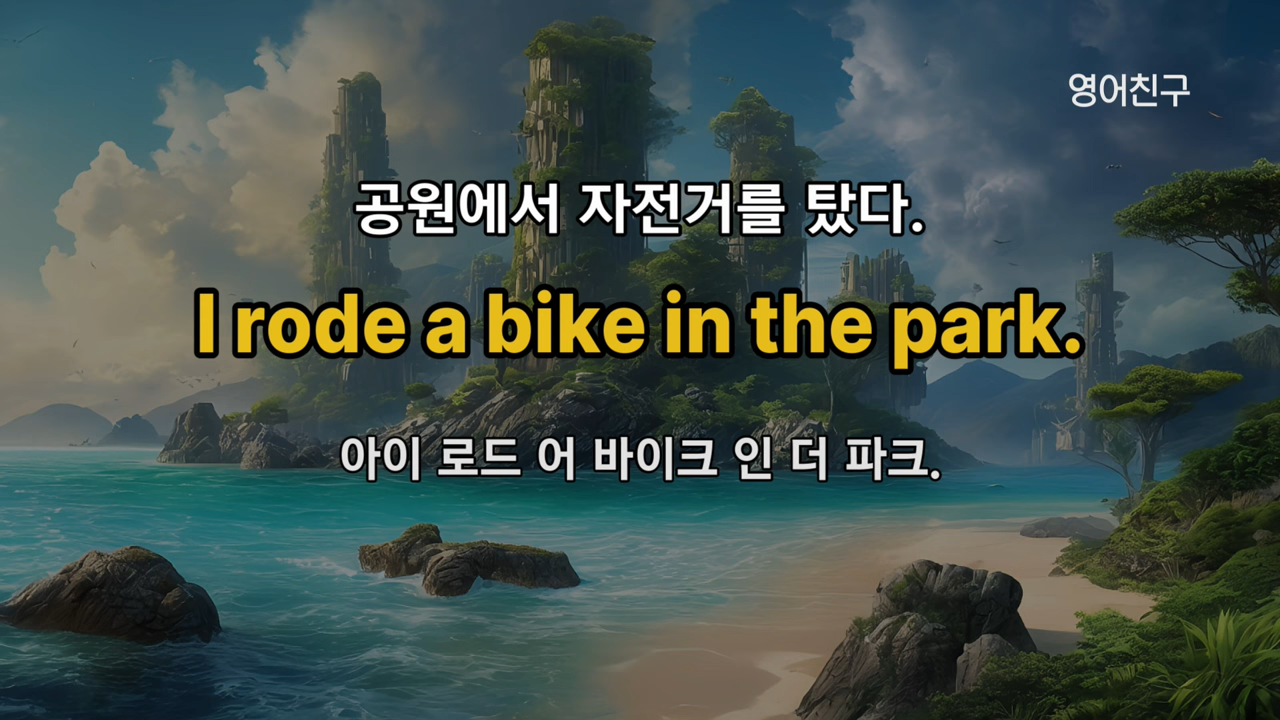 영어친구
공원에서 자전거를 탔다.
I rode a bike in the park.
아이 로드 어 바이크 인 더 파크.